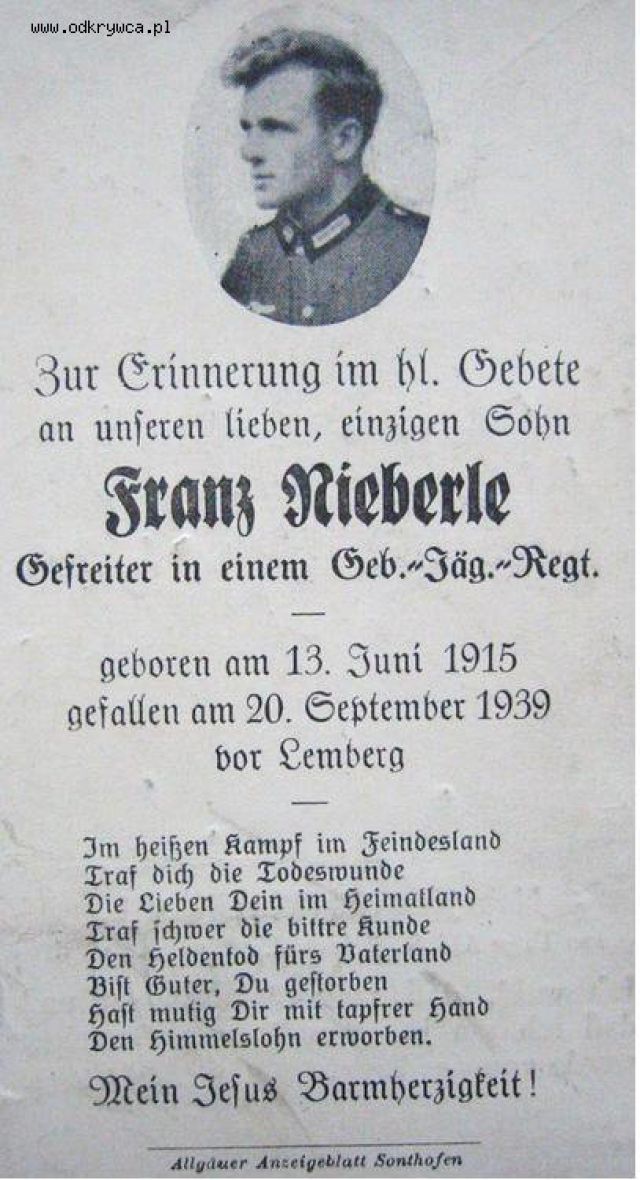 www.odkrywca.pl
Zur Erinnerung im hl. Gebete
an unseren lieben, einzigen Sohn
Franz Nieberle
Gefreiter in einem Geb.-Jäg.-Regt.
geboren am 13. Juni 1915
gefallen am 20. September 1939
vor Lemberg
Im heißen Kampf im Feindesland
Traf dich die Todeswunde
Die Lieben Dein im Heimatland
Traf schwer die bittre Kunde
Den Heldentod fürs Vaterland
Bist Guter, Du gestorben
Hast mutig Dir mit tapfrer Hand
Den Himmelslohn erworben.
Mein Jesus Barmherzigkeit!
Allgäuer Anzeigeblatt Sonthofen